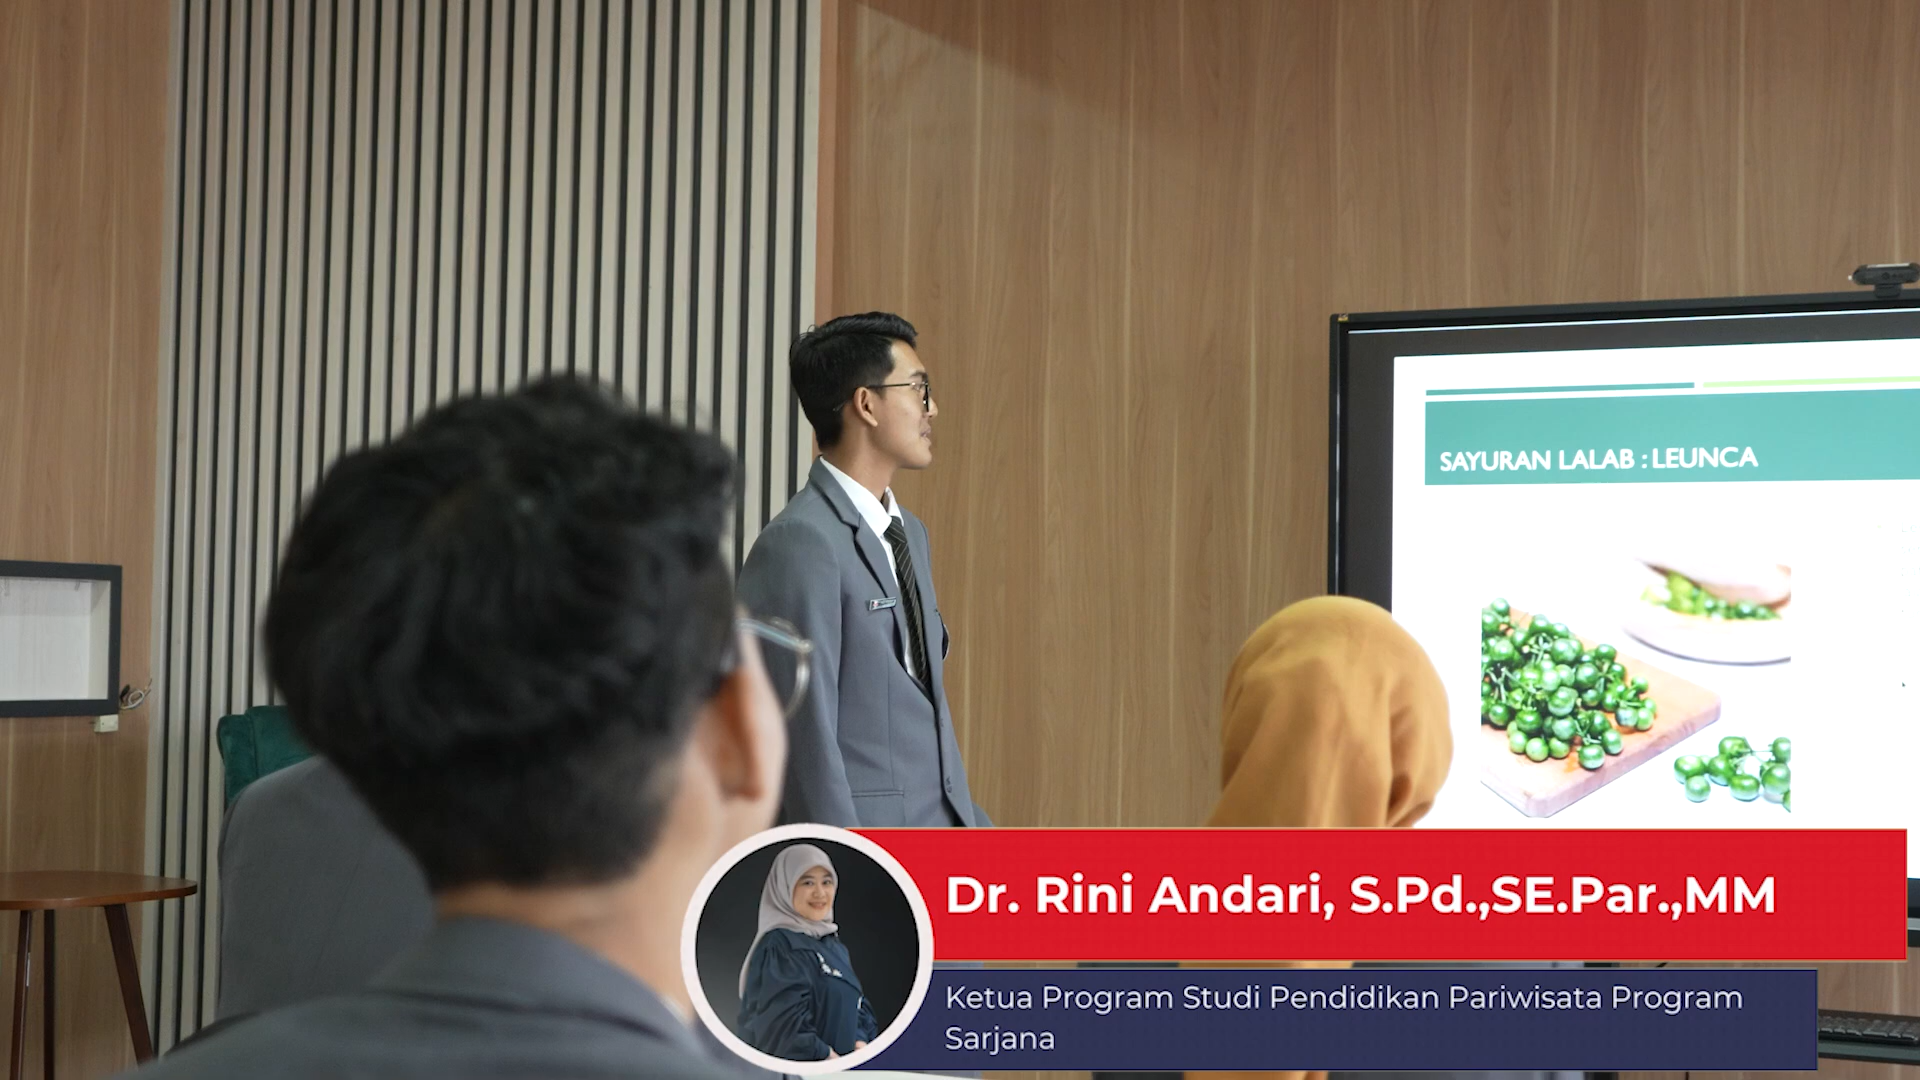 SAYURAN LALAB : LEUNCA
Dr. Rini Andari, S.Pd.,SE.Par.,MM
Ketua Program Studi Pendidikan Pariwisata Program
Sarjana